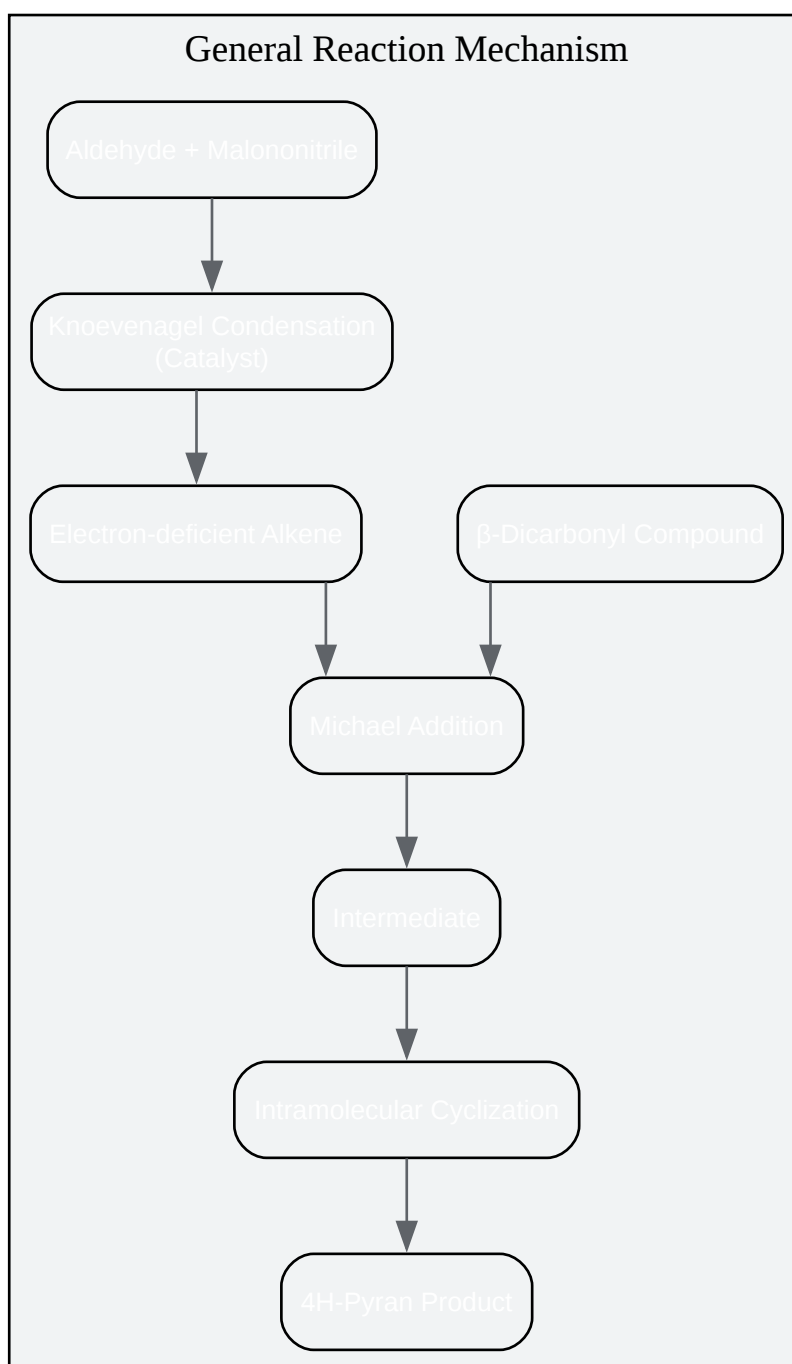 General Reaction Mechanism
Aldehyde + Malononitrile
Knoevenagel Condensation
(Catalyst)
Electron-deficient Alkene
β-Dicarbonyl Compound
Michael Addition
Intermediate
Intramolecular Cyclization
4H-Pyran Product